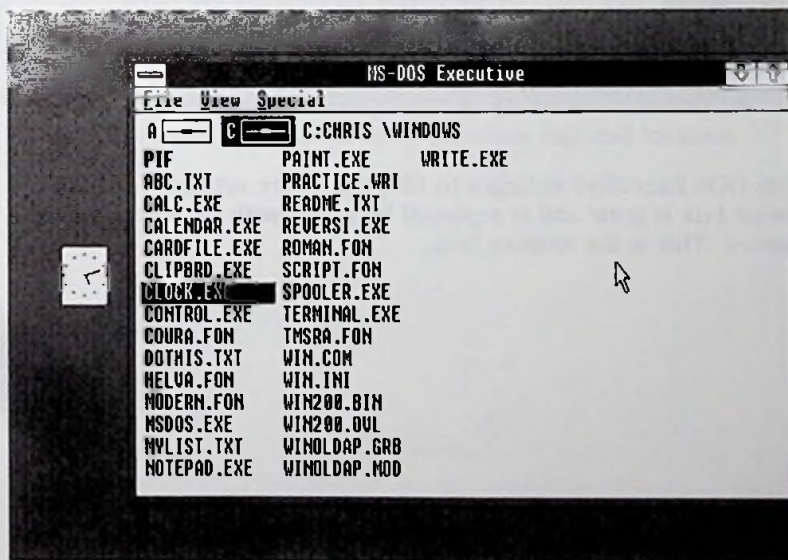 MS-DOS Executive
File View Special
A C C:CHRIS \WINDOWS
PIF PAINT.EXE WRITE.EXE
ABC.TXT PRACTICE.WRI
CALC.EXE README.TXT
CALENDAR.EXE REVERSI.EXE
CARDFILE.EXE ROMAN.FON
CLIPBRD.EXE SCRIPT.FON
CLOCK.EXE SPOOLER.EXE
CONTROL.EXE TERMINAL.EXE
COURA.FON TMSRA.FON
DOTHIS.TXT WIN.COM
HELVA.FON WIN.INI
MODERN.FON WIN200.BIN
MSDOS.EXE WIN200.OVL
MYLIST.TXT WINOLDAP.GRB
NOTEPAD.EXE WINOLDAP.MOD